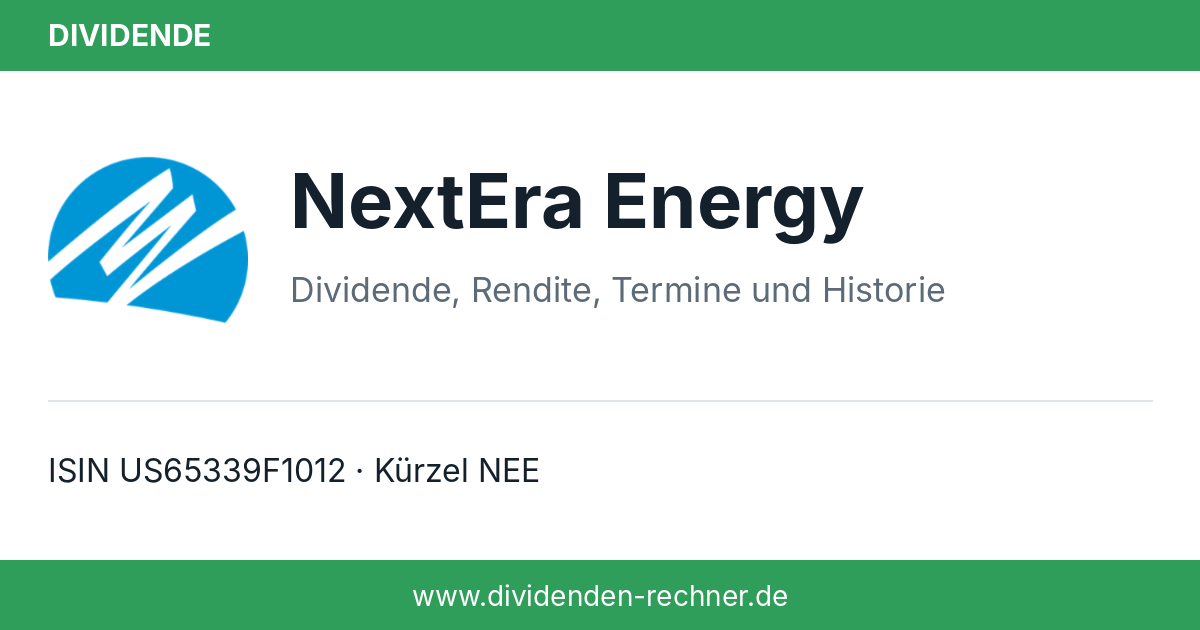 DIVIDENDE
NextEra Energy
Dividende, Rendite, Termine und Historie
ISIN US65339F1012 · Kürzel NEE
www.dividenden-rechner.de